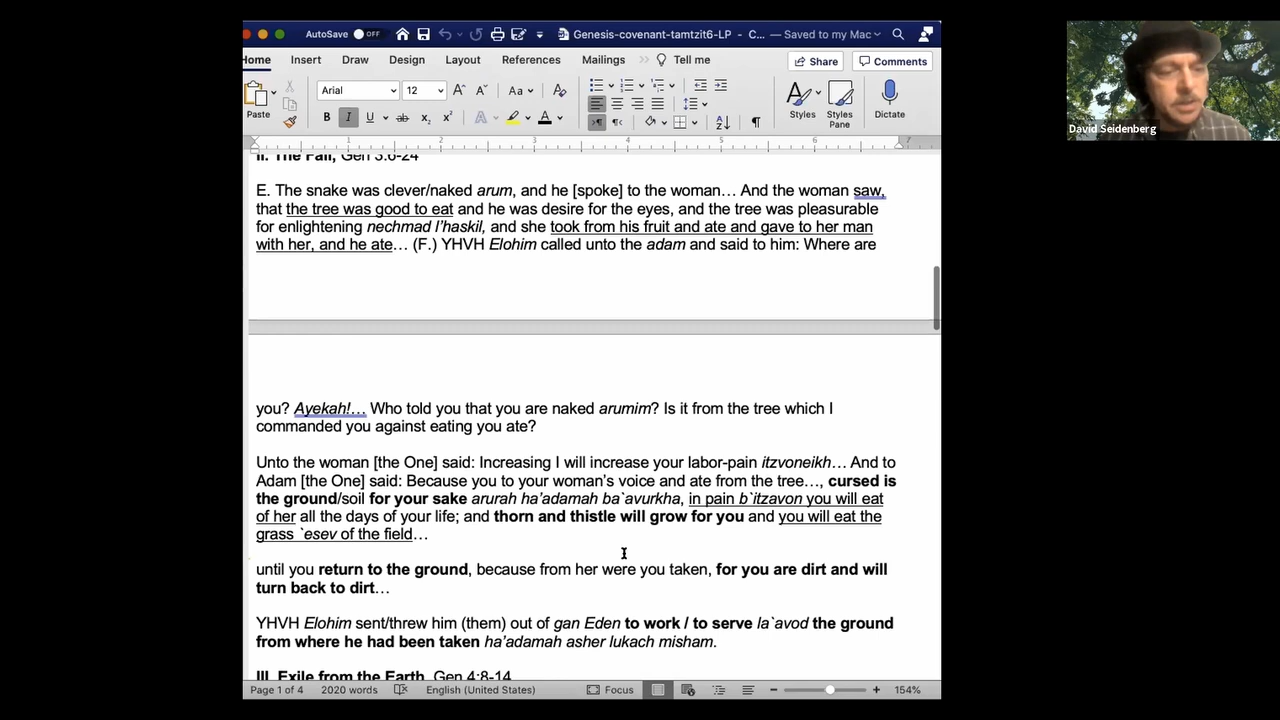 AutoSave OFF Genesis-covenant-tamtzit6-LP - C... — Saved to my Mac
Home Insert Draw Design Layout References Mailings Tell me Share Comments
Paste Arial 12 Aa Styles Styles Pane Dictate
B I U ab x₂ x² A A
1 2 3 4 5 6 7
II. The Fall, Gen 3:6-24
E. The snake was clever/naked arum, and he [spoke] to the woman… And the woman saw,
that the tree was good to eat and he was desire for the eyes, and the tree was pleasurable
for enlightening nechmad l’haskil, and she took from his fruit and ate and gave to her man
with her, and he ate… (F.) YHVH Elohim called unto the adam and said to him: Where are
you? Ayekah!… Who told you that you are naked arumim? Is it from the tree which I
commanded you against eating you ate?
Unto the woman [the One] said: Increasing I will increase your labor-pain itzvoneikh… And to
Adam [the One] said: Because you to your woman’s voice and ate from the tree…, cursed is
the ground/soil for your sake arurah ha’adamah ba`avurkha, in pain b`itzavon you will eat
of her all the days of your life; and thorn and thistle will grow for you and you will eat the
grass `esev of the field…
until you return to the ground, because from her were you taken, for you are dirt and will
turn back to dirt…
YHVH Elohim sent/threw him (them) out of gan Eden to work / to serve la`avod the ground
from where he had been taken ha’adamah asher lukach misham.
III. Exile from the Earth, Gen 4:8-14
Page 1 of 4 2020 words English (United States) Focus 154%
David Seidenberg